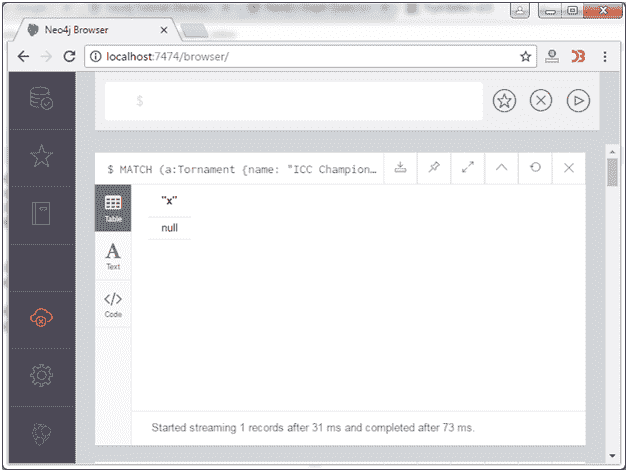 Neo4j Browser
localhost:7474/browser/
$
$ MATCH (a:Tornament {name: "ICC Champion...
"x"
Table
null
A
Text
</>
Code
Started streaming 1 records after 31 ms and completed after 73 ms.